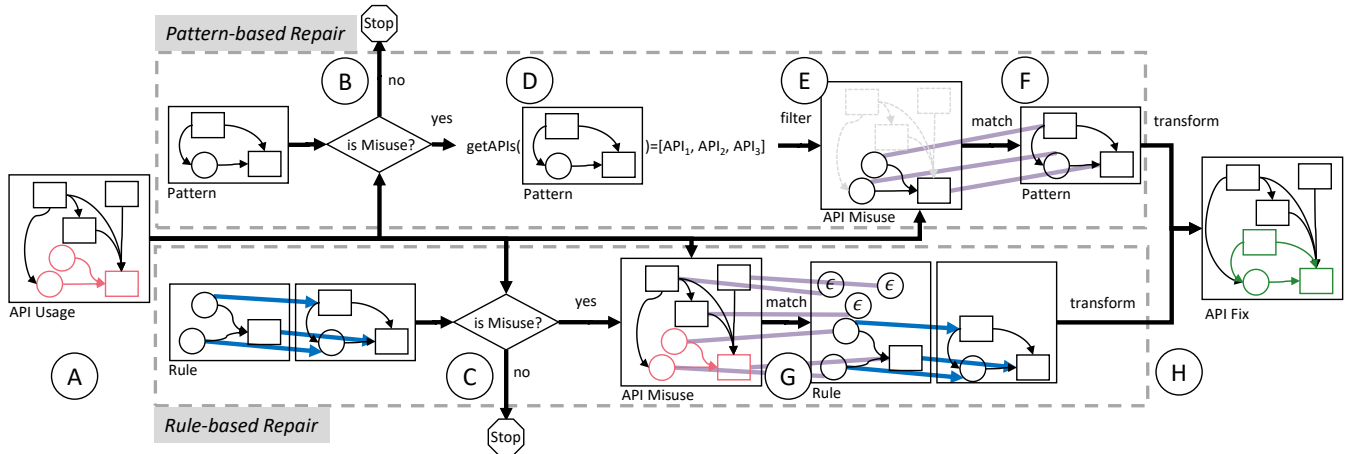 Pattern-based Repair
Stop
B
no
D
E
F
yes
filter
match
transform
is Misuse?
getAPIs(
)=[API₁, API₂, API₃]
Pattern
Pattern
API Misuse
Pattern
API Usage
A
is Misuse?
yes
match
transform
API Fix
Rule
C
no
API Misuse
G
Rule
H
ϵ
ϵ
ϵ
Rule-based Repair
Stop